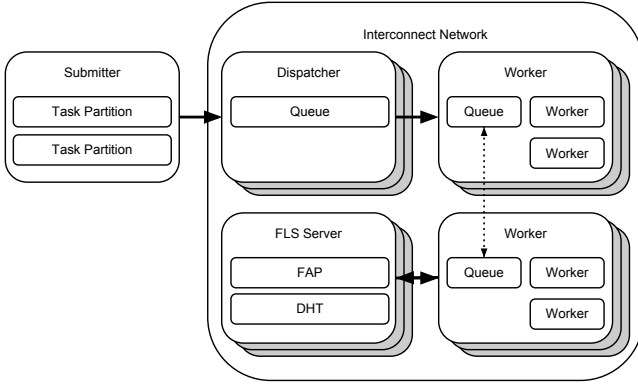 Interconnect Network
Submitter
Task Partition
Task Partition
Dispatcher
Queue
Worker
Queue
Worker
Worker
FLS Server
FAP
DHT
Worker
Queue
Worker
Worker